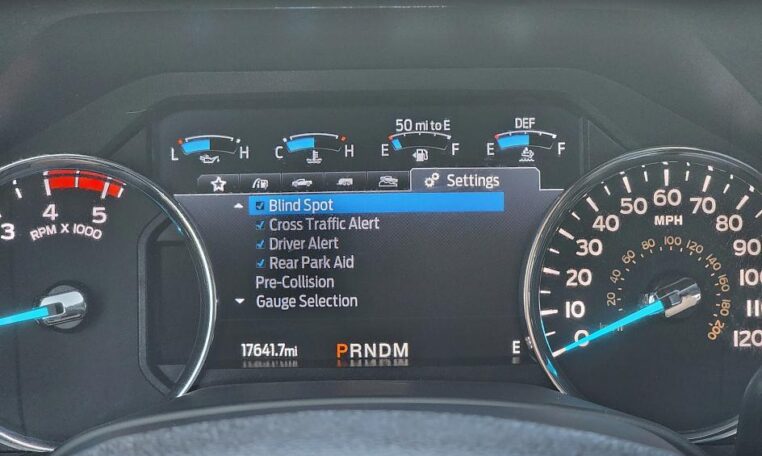 50 mi to E
DEF
L H C H E F E F
Settings
Blind Spot
Cross Traffic Alert
Driver Alert
Rear Park Aid
Pre-Collision
Gauge Selection
17641.7mi
PRNDM
E
3 4 5
RPM X 1000
0 10 20 30 40 50 60 70 80 90 100 110 120
MPH
20 40 60 80 100 120 140 160 180 200